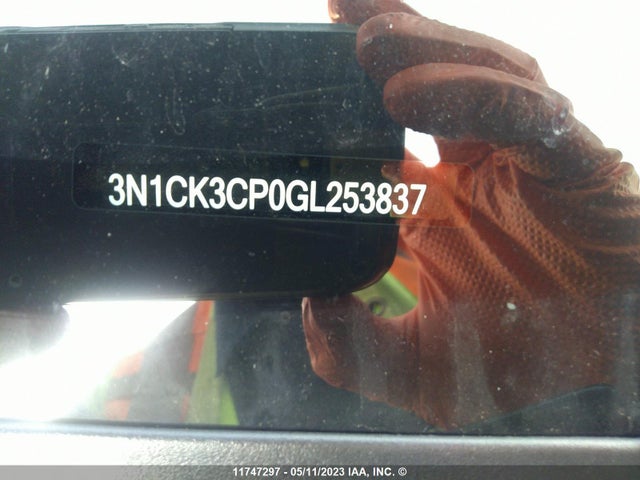 3N1CK3CP0GL253837
11747297 - 05/11/2023 IAA, INC. ©